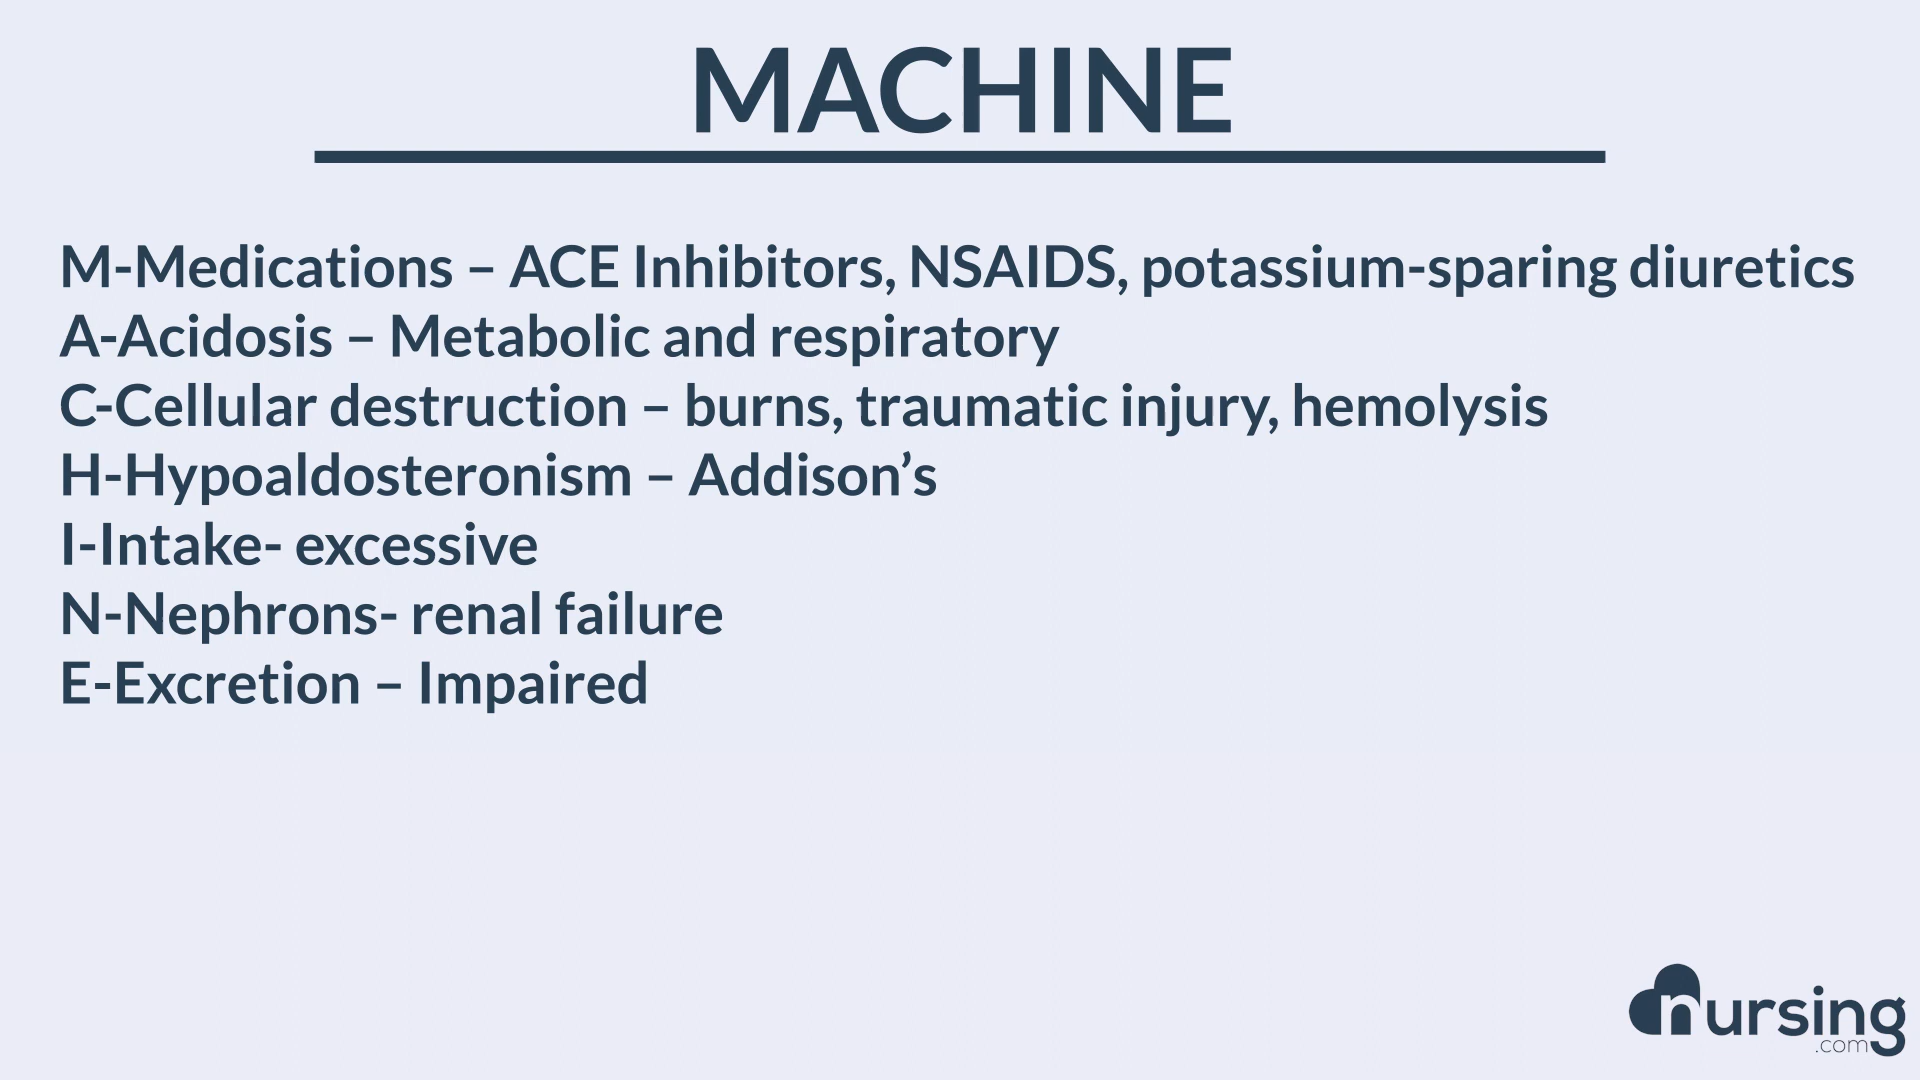 MACHINE
M-Medications – ACE Inhibitors, NSAIDS, potassium-sparing diuretics
A-Acidosis – Metabolic and respiratory
C-Cellular destruction – burns, traumatic injury, hemolysis
H-Hypoaldosteronism – Addison’s
I-Intake- excessive
N-Nephrons- renal failure
E-Excretion – Impaired
nursing
.com